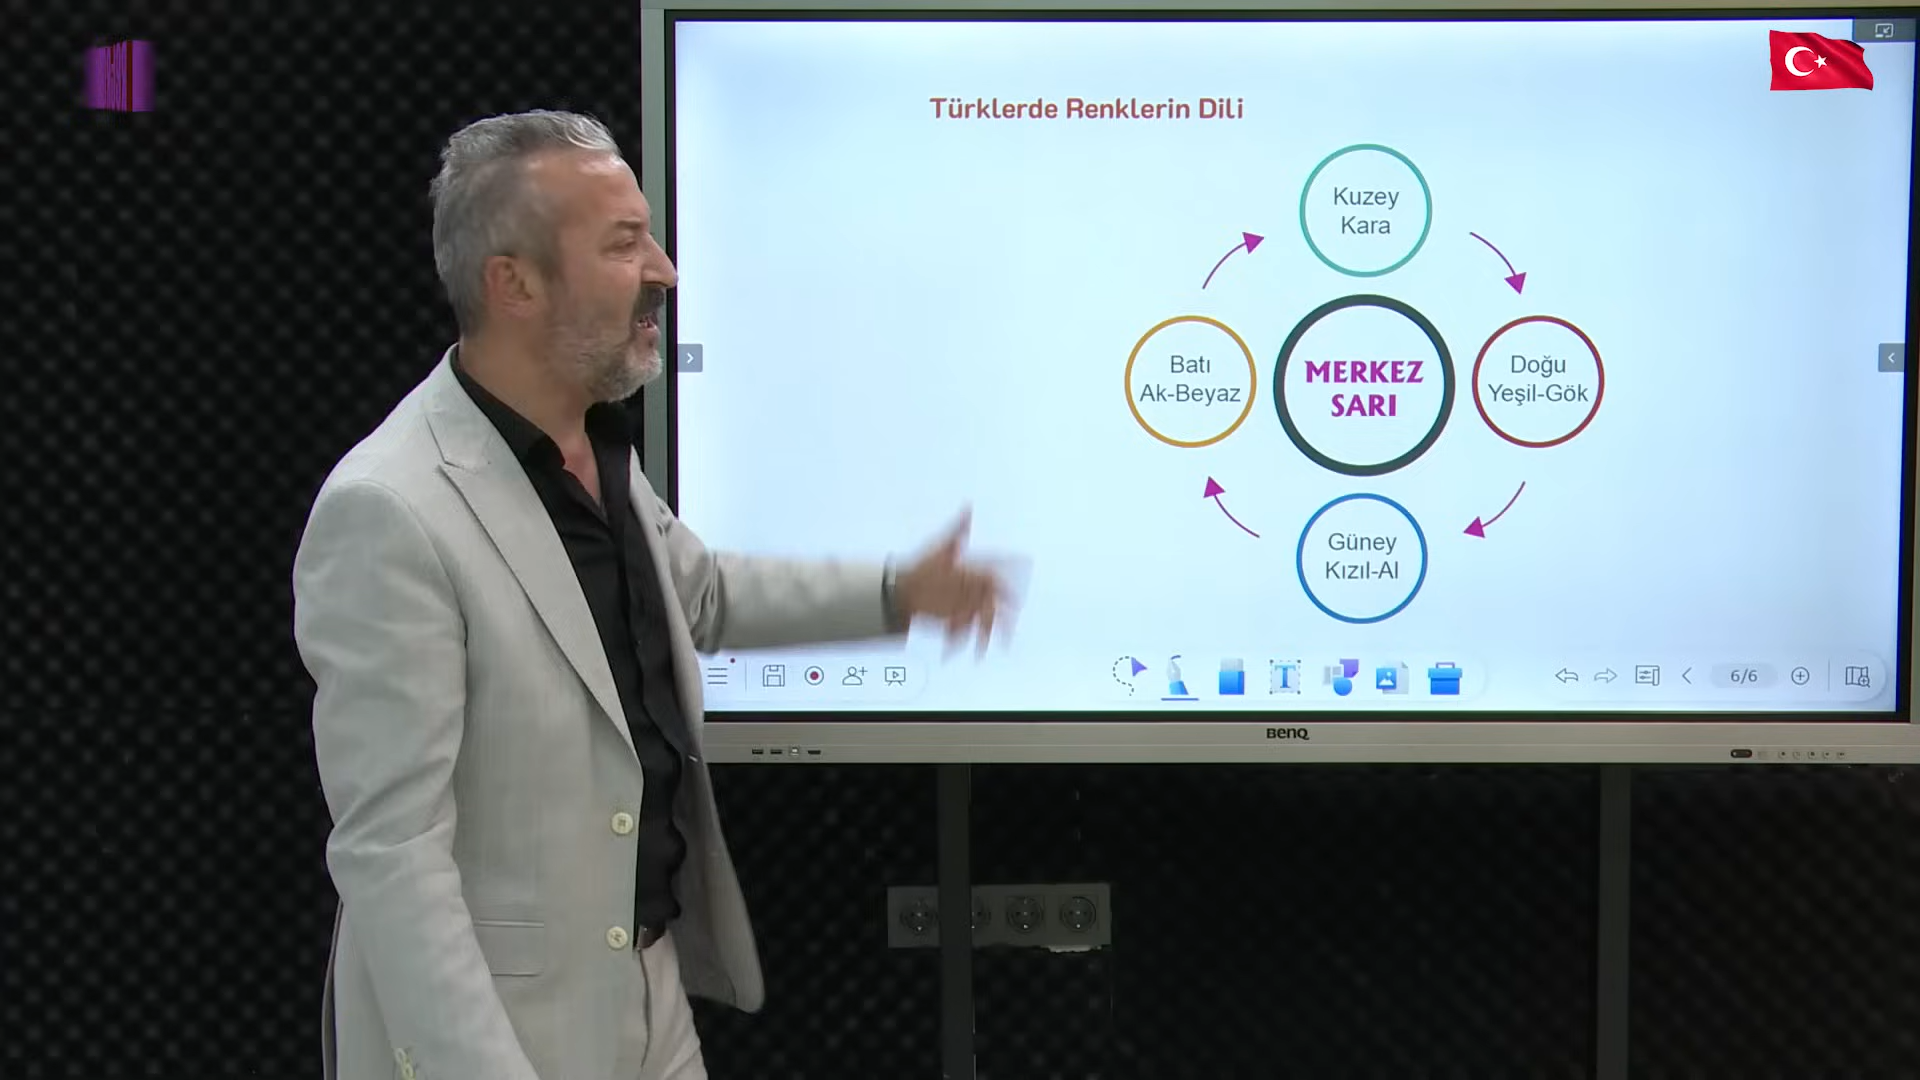 Türklerde Renklerin Dili
Kuzey
Kara
Batı
Ak-Beyaz
MERKEZ
SARI
Doğu
Yeşil-Gök
Güney
Kızıl-Al
T
6/6
BenQ